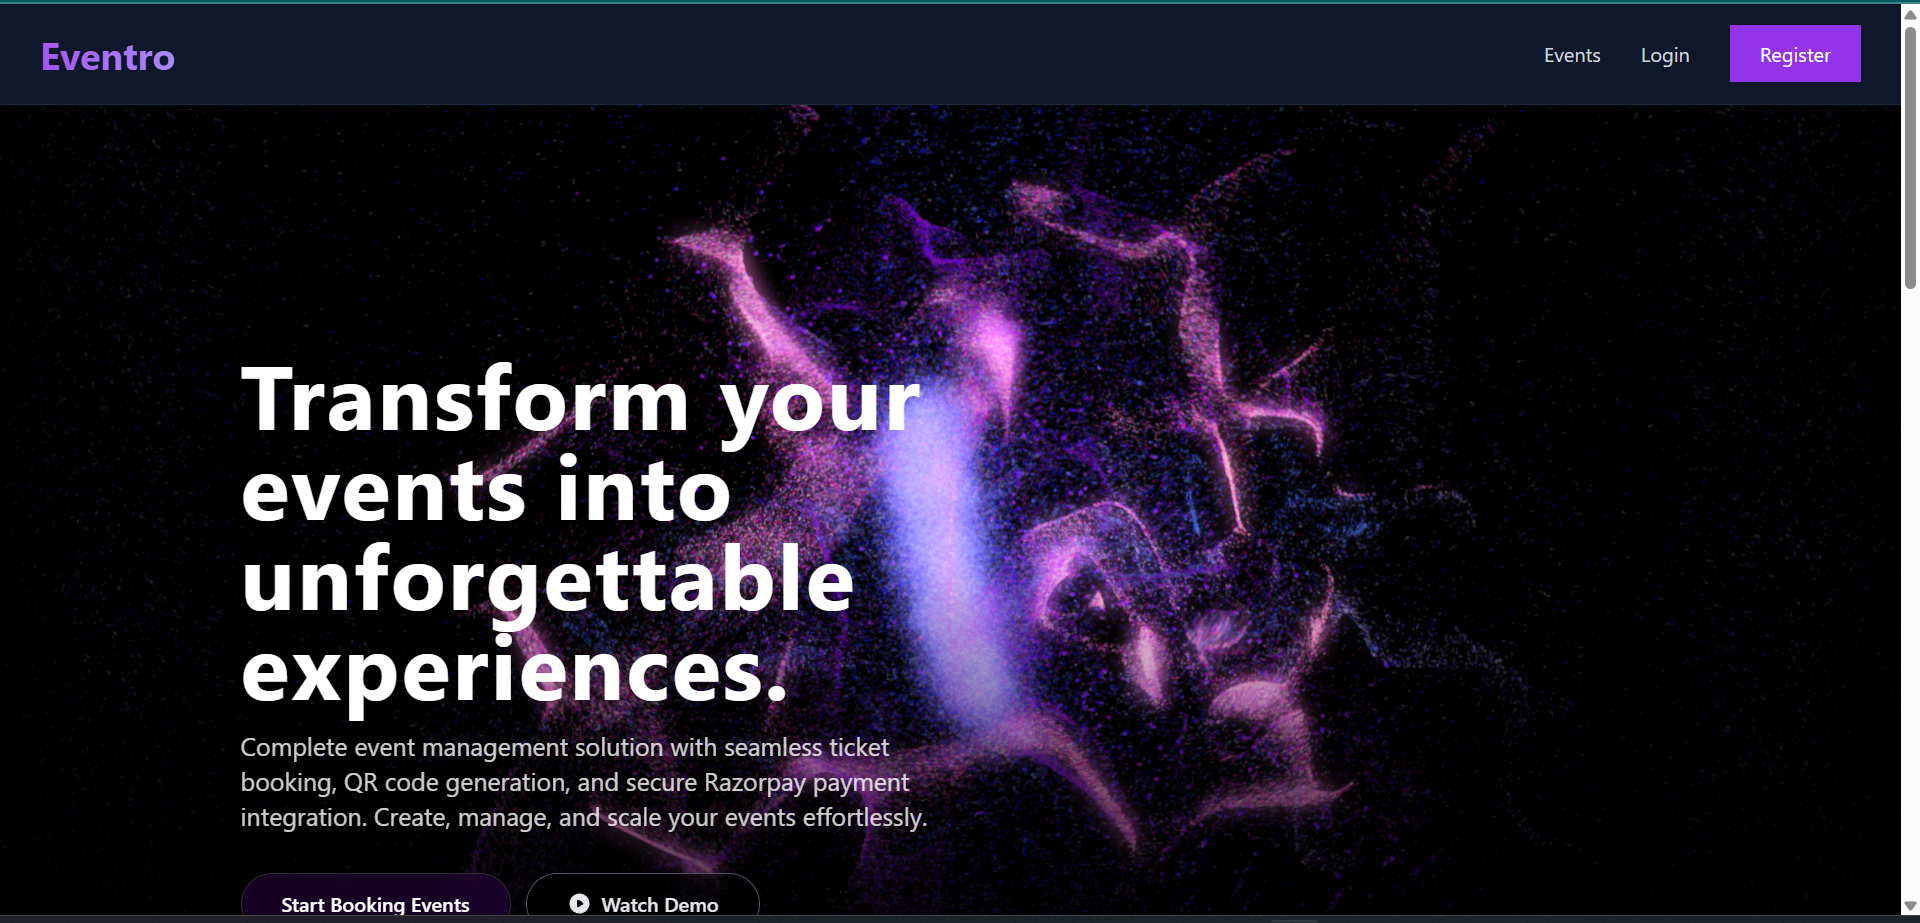 Eventro
Events
Login
Register
Transform your
events into
unforgettable
experiences.
Complete event management solution with seamless ticket
booking, QR code generation, and secure Razorpay payment
integration. Create, manage, and scale your events effortlessly.
Start Booking Events
Watch Demo